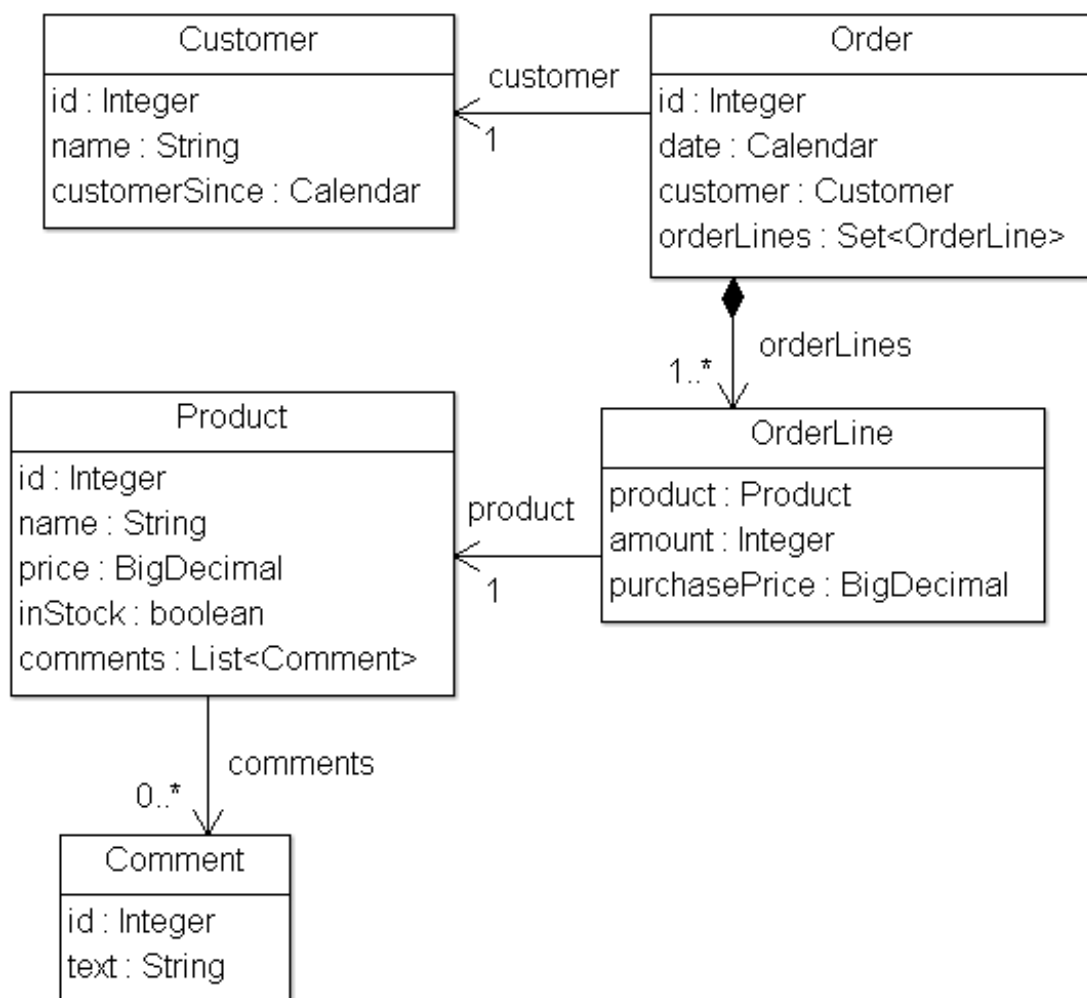 Customer
id : Integer
name : String
customerSince : Calendar
customer
1
Order
id : Integer
date : Calendar
customer : Customer
orderLines : Set<OrderLine>
orderLines
1..*
Product
id : Integer
name : String
price : BigDecimal
inStock : boolean
comments : List<Comment>
product
1
OrderLine
product : Product
amount : Integer
purchasePrice : BigDecimal
comments
0..*
Comment
id : Integer
text : String